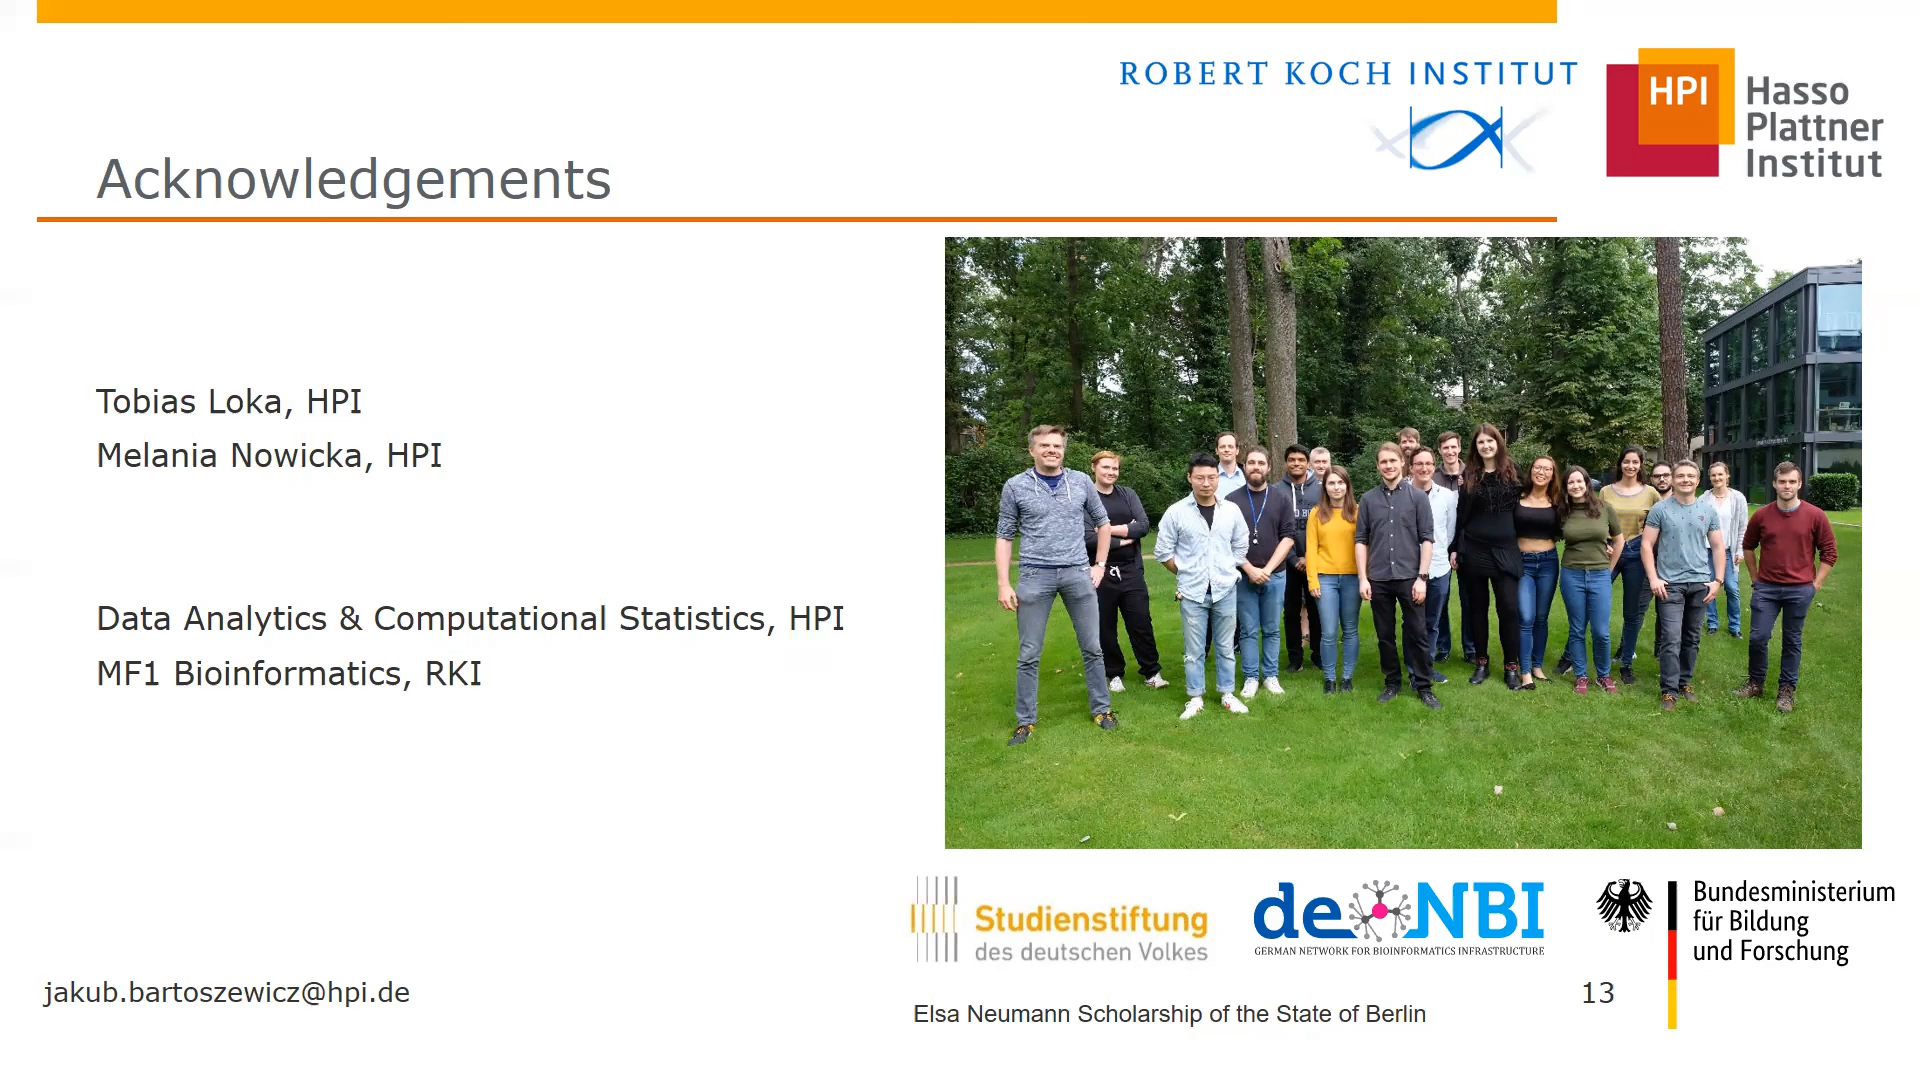 ROBERT KOCH INSTITUT
HPI
Hasso
Plattner
Institut
Acknowledgements
Tobias Loka, HPI
Melania Nowicka, HPI
Data Analytics & Computational Statistics, HPI
MF1 Bioinformatics, RKI
Studienstiftung
des deutschen Volkes
de NBI
GERMAN NETWORK FOR BIOINFORMATICS INFRASTRUCTURE
Bundesministerium
für Bildung
und Forschung
jakub.bartoszewicz@hpi.de
Elsa Neumann Scholarship of the State of Berlin
13